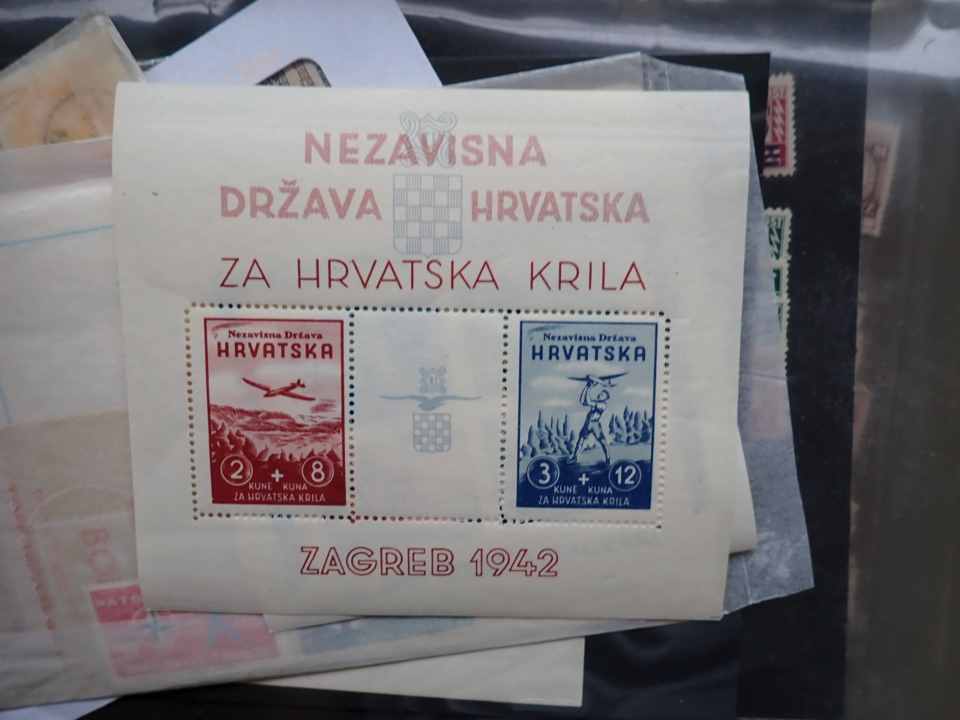 NEZAVISNA
DRŽAVA HRVATSKA
ZA HRVATSKA KRILA
Nezavisna Država
HRVATSKA
2 + 8
KUNE KUNA
ZA HRVATSKA KRILA
Nezavisna Država
HRVATSKA
3 + 12
KUNE KUNA
ZA HRVATSKA KRILA
ZAGREB 1942